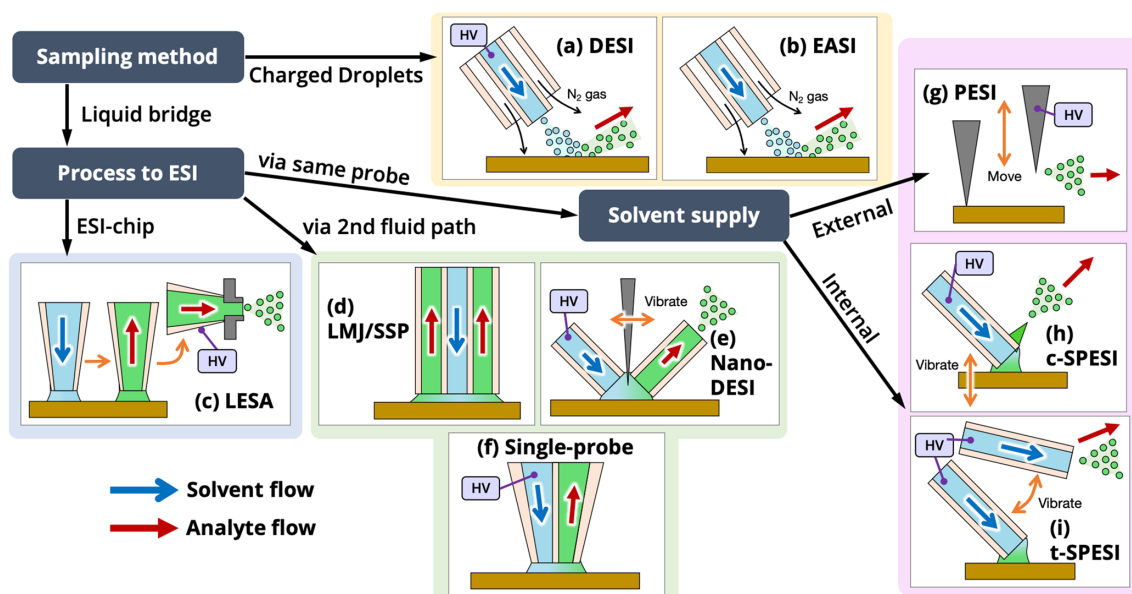 Sampling method
Charged Droplets
Liquid bridge
HV
(a) DESI
N₂ gas
(b) EASI
N₂ gas
Process to ESI
via same probe
ESI-chip
via 2nd fluid path
Solvent supply
External
Internal
(g) PESI
HV
Move
HV
(c) LESA
(d)
LMJ/SSP
HV
Vibrate
(e)
Nano-
DESI
(f) Single-probe
HV
HV
(h)
c-SPESI
Vibrate
HV
Vibrate
(i)
t-SPESI
Solvent flow
Analyte flow